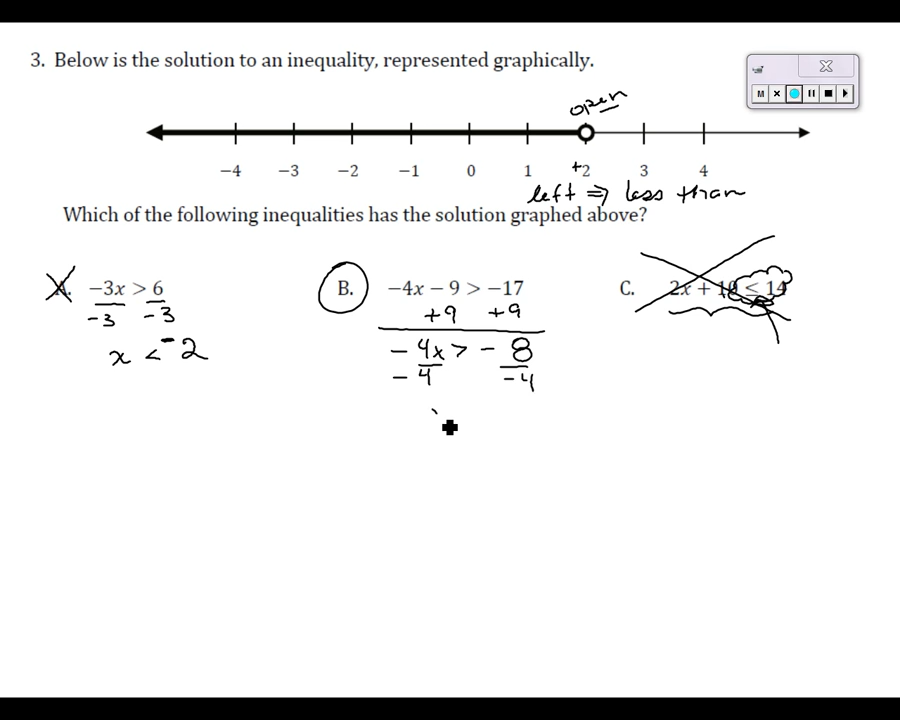 3. Below is the solution to an inequality, represented graphically.
M
open
−4 −3 −2 −1 0 1 +2 3 4
left ⇒ less than
Which of the following inequalities has the solution graphed above?
A. −3x > 6
−3 −3
x < −2
B. −4x − 9 > −17
+9 +9
−4x > −8
−4 −4
C. 2x + 10 ≤ 14